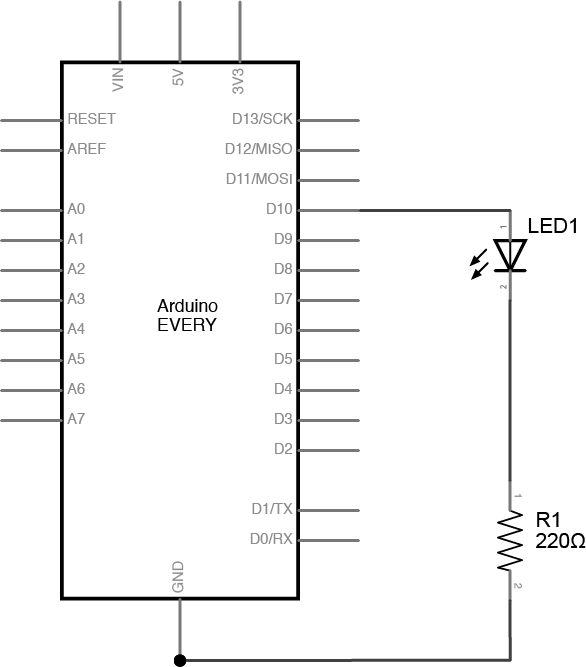 VIN
5V
3V3
RESET
AREF
A0
A1
A2
A3
A4
A5
A6
A7
Arduino
EVERY
D13/SCK
D12/MISO
D11/MOSI
D10
D9
D8
D7
D6
D5
D4
D3
D2
D1/TX
D0/RX
GND
1
LED1
2
1
R1
220Ω
2